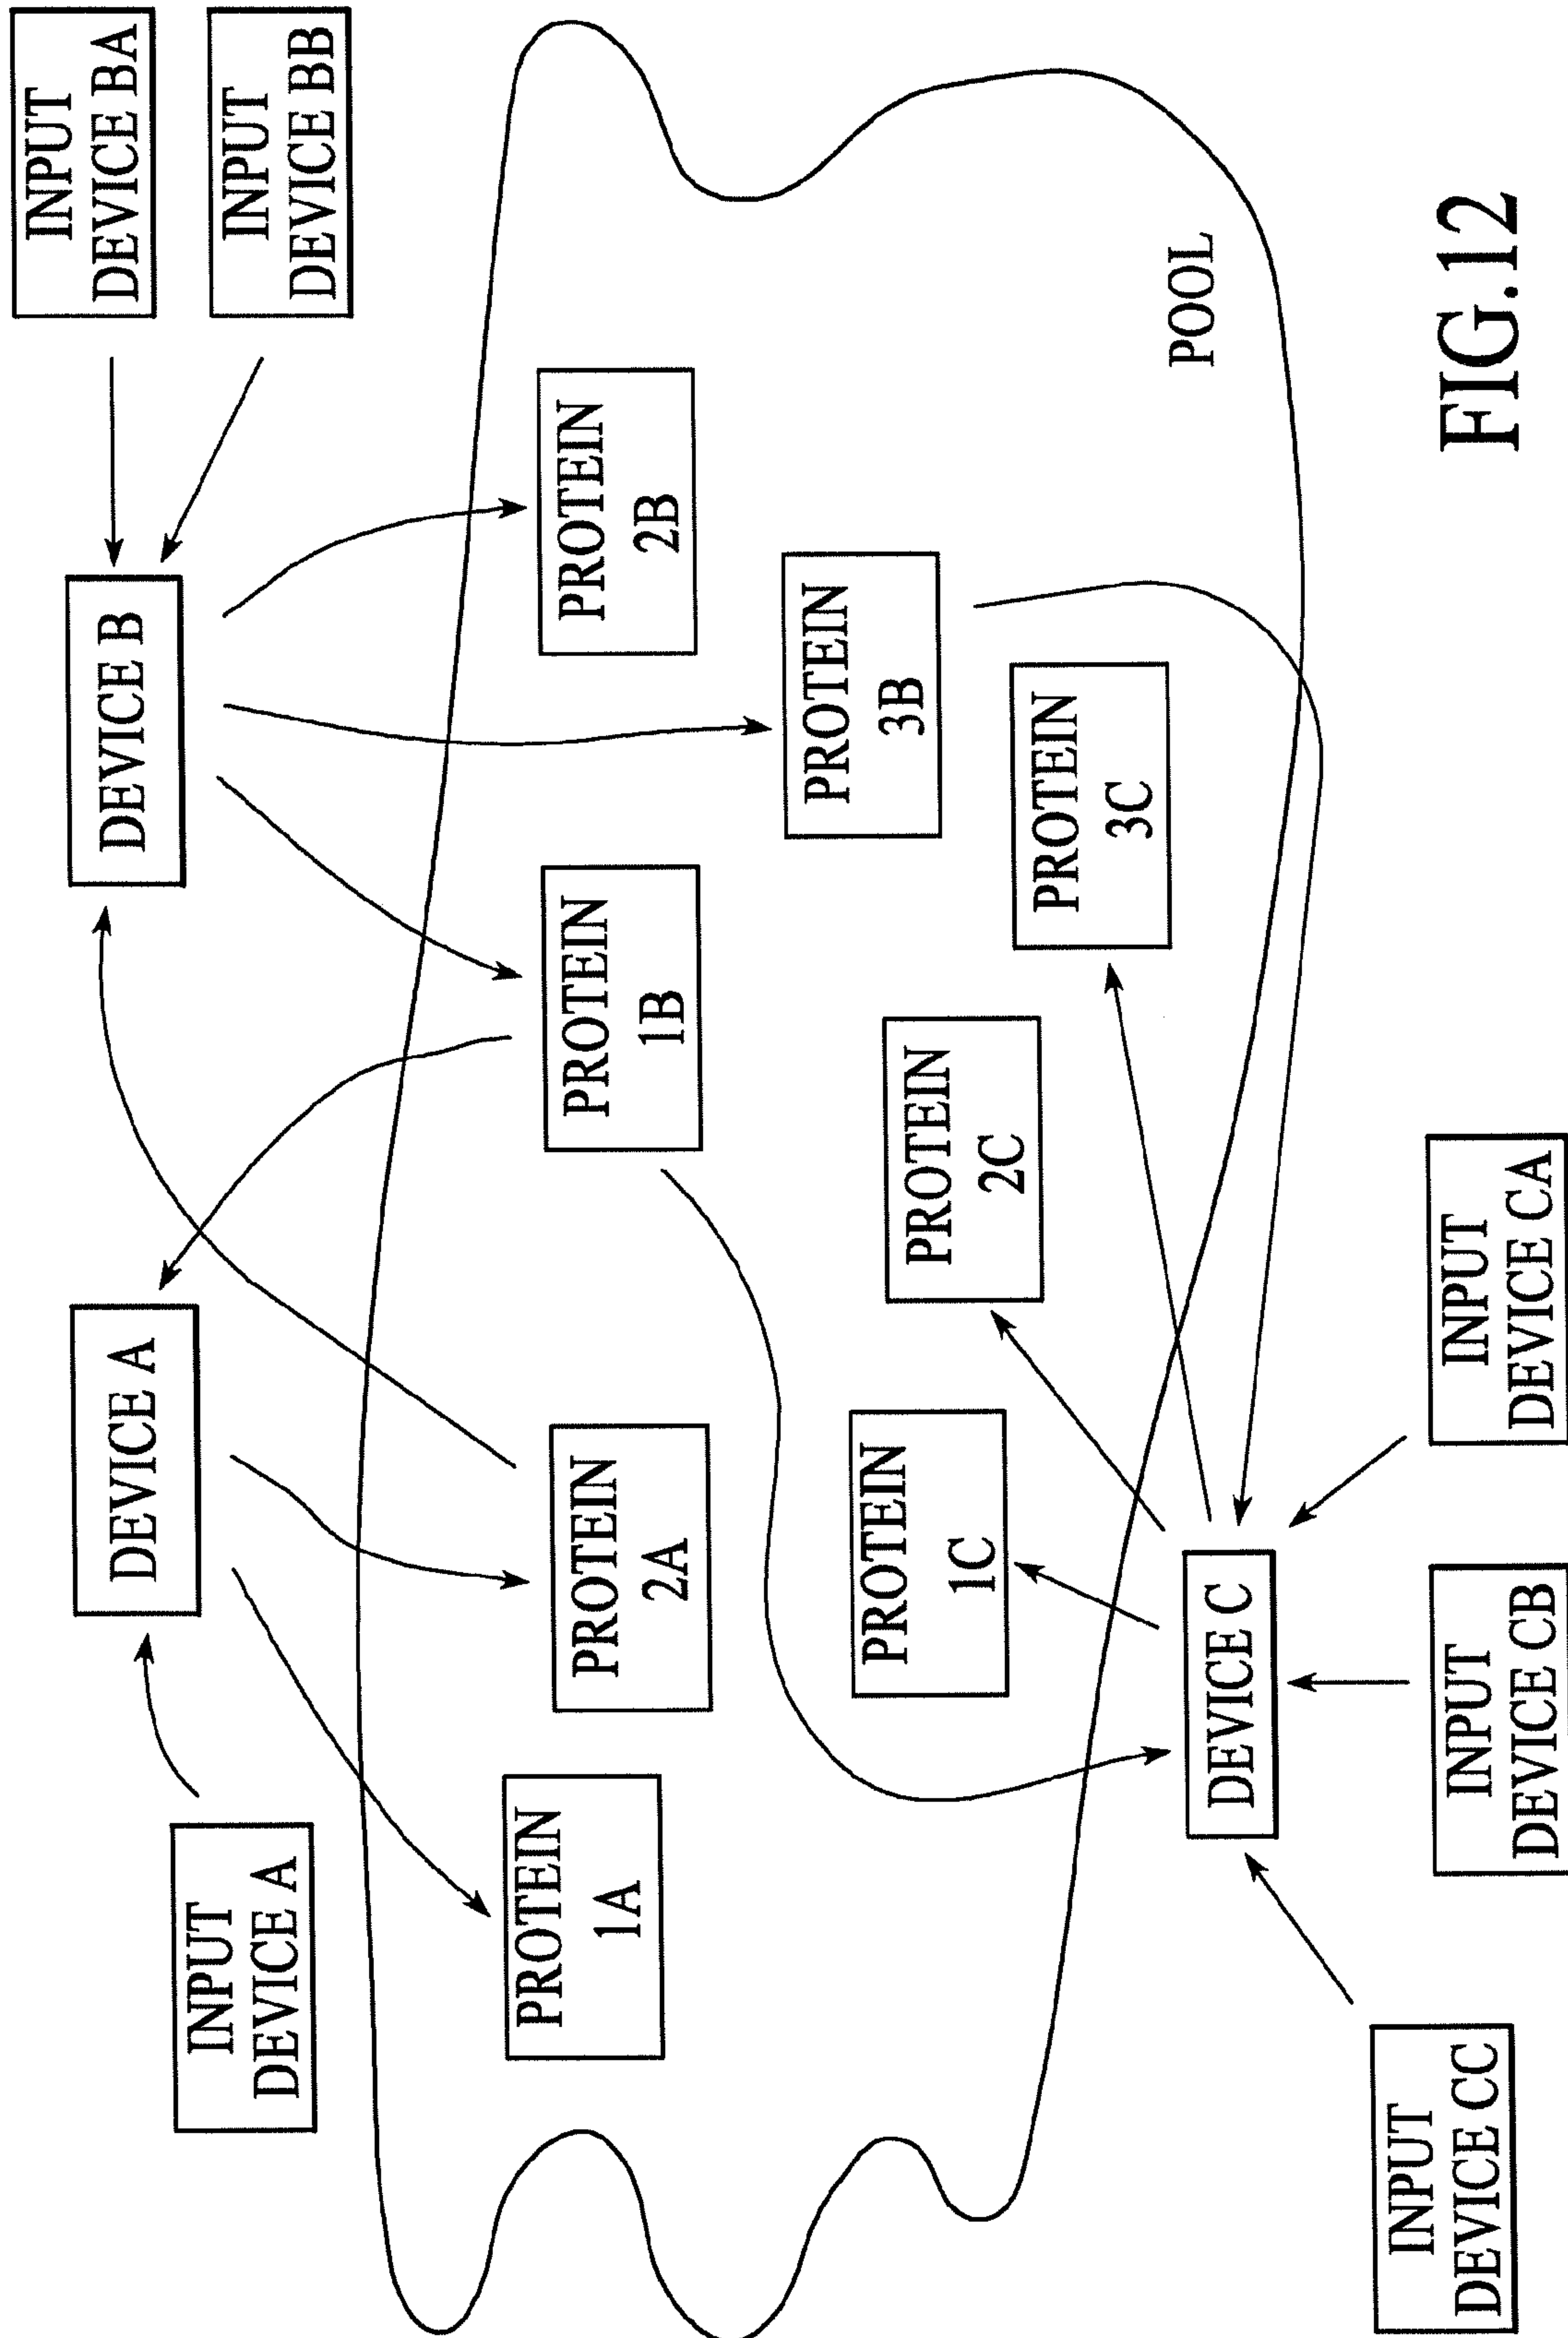 INPUT
DEVICE A
DEVICE A
DEVICE B
INPUT
DEVICE BA
INPUT
DEVICE BB
PROTEIN
1A
PROTEIN
2A
PROTEIN
1B
PROTEIN
2B
PROTEIN
3B
PROTEIN
1C
PROTEIN
2C
PROTEIN
3C
POOL
DEVICE C
INPUT
DEVICE CC
INPUT
DEVICE CB
INPUT
DEVICE CA
FIG.12